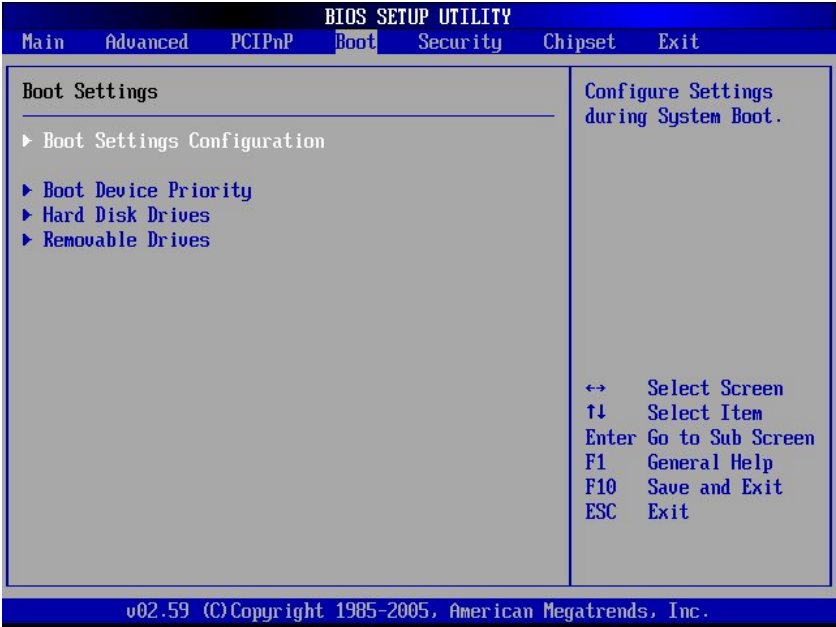 BIOS SETUP UTILITY
Main Advanced PCIPnP Boot Security Chipset Exit
Boot Settings
Boot Settings Configuration
Boot Device Priority
Hard Disk Drives
Removable Drives
Configure Settings
during System Boot.
↔ Select Screen
↑↓ Select Item
Enter Go to Sub Screen
F1 General Help
F10 Save and Exit
ESC Exit
v02.59 (C)Copyright 1985-2005, American Megatrends, Inc.